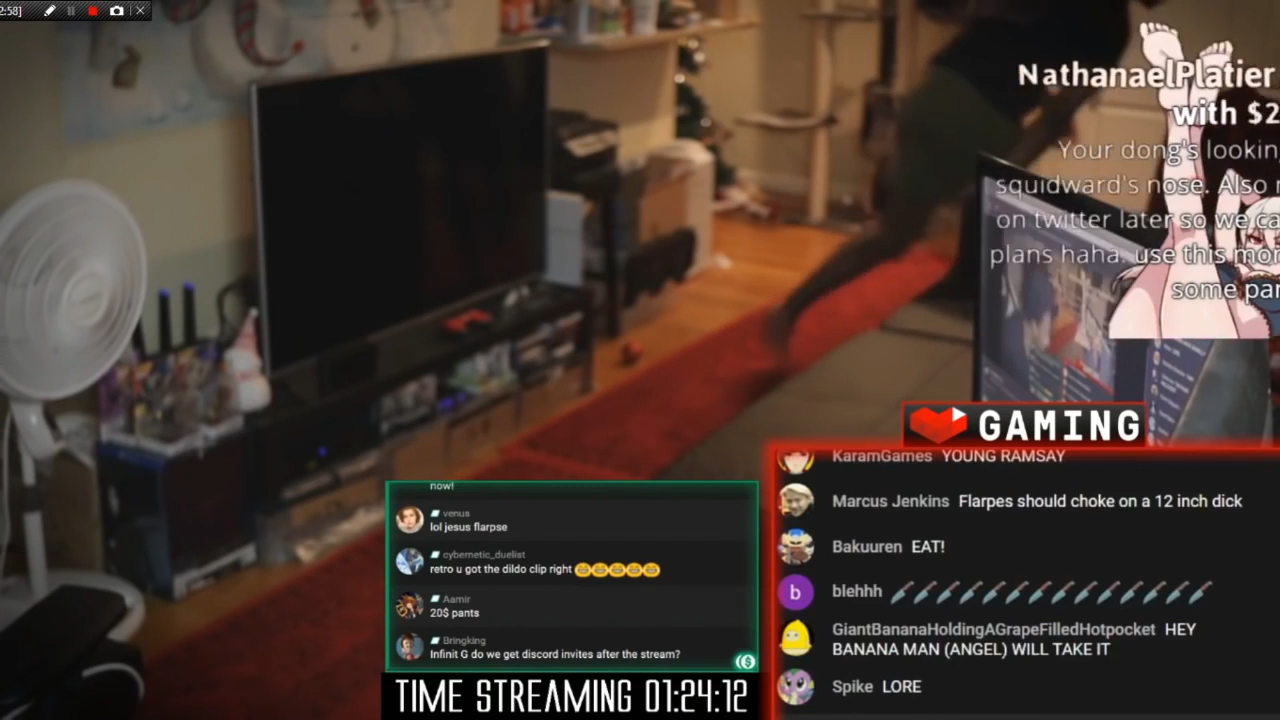 2:58]
NathanaelPlatier
with $2
Your dong's lookin
squidward's nose. Also
on twitter later so we ca
plans haha. use this mor
some par
GAMING
KaramGames YOUNG RAMSAY
Marcus Jenkins Flarpes should choke on a 12 inch dick
Bakuuren EAT!
b blehhh
GiantBananaHoldingAGrapeFilledHotpocket HEY
BANANA MAN (ANGEL) WILL TAKE IT
Spike LORE
now!
venus
lol jesus flarpse
cybernetic_duelist
retro u got the dildo clip right 😂😂😂😂😂
Aamir
20$ pants
Bringking
Infinit G do we get discord invites after the stream?
TIME STREAMING 01:24:12